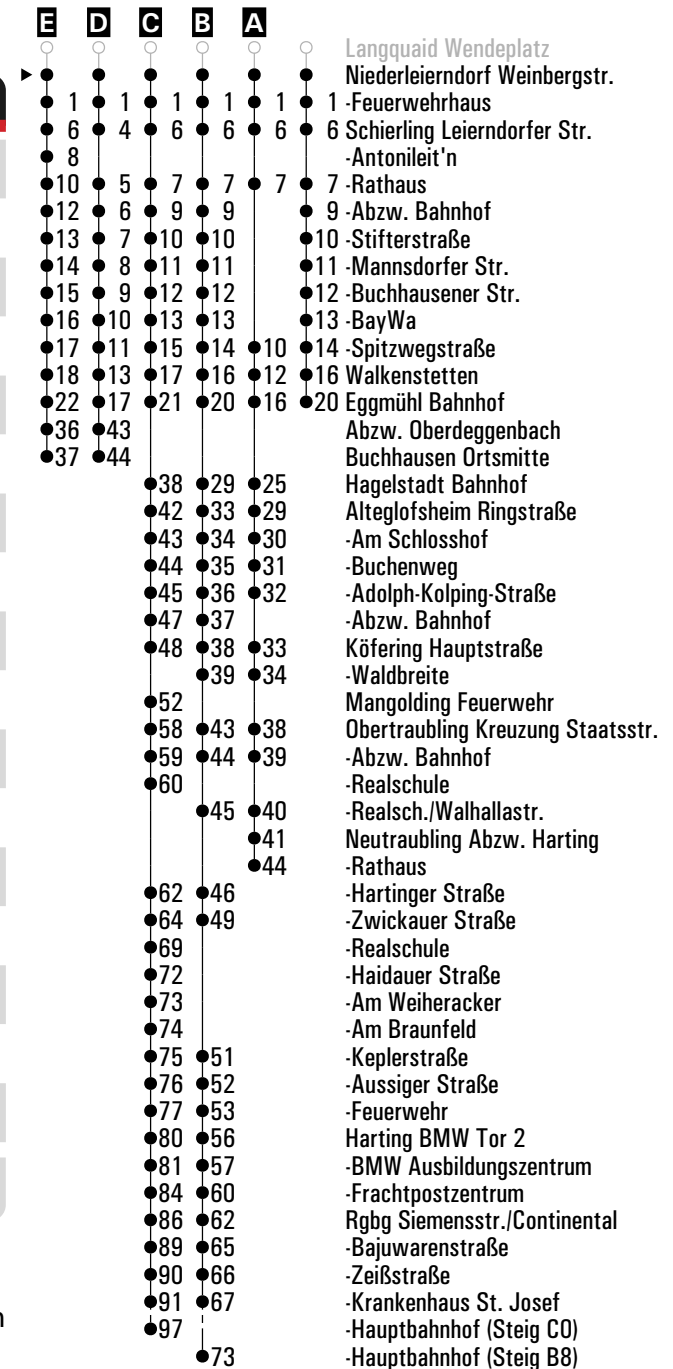 E D C B A
Langquaid Wendeplatz
Niederleierndorf Weinbergstr.
1 1 1 1 1 1 -Feuerwehrhaus
6 4 6 6 6 6 Schierling Leierndorfer Str.
8 -Antonileit'n
10 5 7 7 7 7 -Rathaus
12 6 9 9 9 -Abzw. Bahnhof
13 7 10 10 10 -Stifterstraße
14 8 11 11 11 -Mannsdorfer Str.
15 9 12 12 12 -Buchhausener Str.
16 10 13 13 13 -BayWa
17 11 15 14 10 14 -Spitzwegstraße
18 13 17 16 12 16 Walkenstetten
22 17 21 20 16 20 Eggmühl Bahnhof
36 43 Abzw. Oberdeggenbach
37 44 Buchhausen Ortsmitte
38 29 25 Hagelstadt Bahnhof
42 33 29 Alteglofsheim Ringstraße
43 34 30 -Am Schlosshof
44 35 31 -Buchenweg
45 36 32 -Adolph-Kolping-Straße
47 37 -Abzw. Bahnhof
48 38 33 Köfering Hauptstraße
39 34 -Waldbreite
52 Mangolding Feuerwehr
58 43 38 Obertraubling Kreuzung Staatsstr.
59 44 39 -Abzw. Bahnhof
60 -Realschule
45 40 -Realsch./Walhallastr.
41 Neutraubling Abzw. Harting
44 -Rathaus
62 46 -Hartinger Straße
64 49 -Zwickauer Straße
69 -Realschule
72 -Haidauer Straße
73 -Am Weiheracker
74 -Am Braunfeld
75 51 -Keplerstraße
76 52 -Aussiger Straße
77 53 -Feuerwehr
80 56 Harting BMW Tor 2
81 57 -BMW Ausbildungszentrum
84 60 -Frachtpostzentrum
86 62 Rgbg Siemensstr./Continental
89 65 -Bajuwarenstraße
90 66 -Zeißstraße
91 67 -Krankenhaus St. Josef
97 -Hauptbahnhof (Steig C0)
73 -Hauptbahnhof (Steig B8)